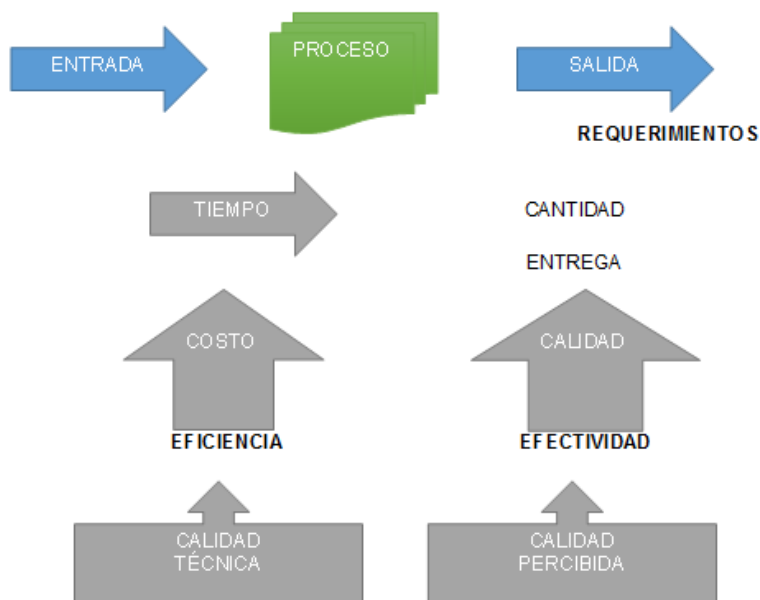 ENTRADA
PROCESO
SALIDA
REQUERIMIENTOS
TIEMPO
CANTIDAD
ENTREGA
COSTO
CALIDAD
EFICIENCIA
EFECTIVIDAD
CALIDAD
TÉCNICA
CALIDAD
PERCIBIDA